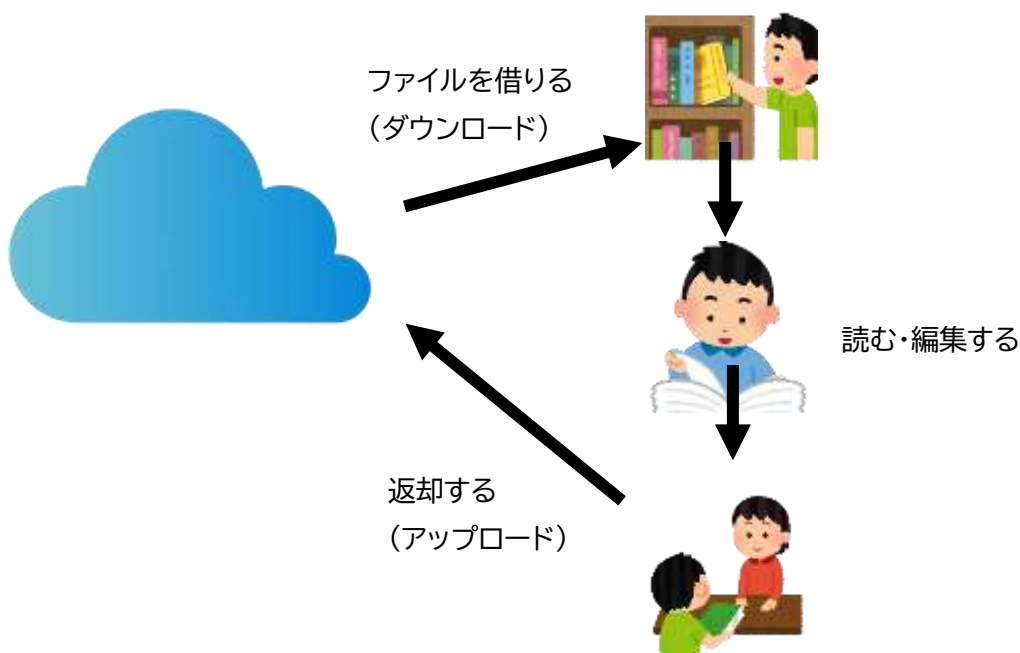 ファイルを借りる
（ダウンロード）
読む・編集する
返却する
（アップロード）